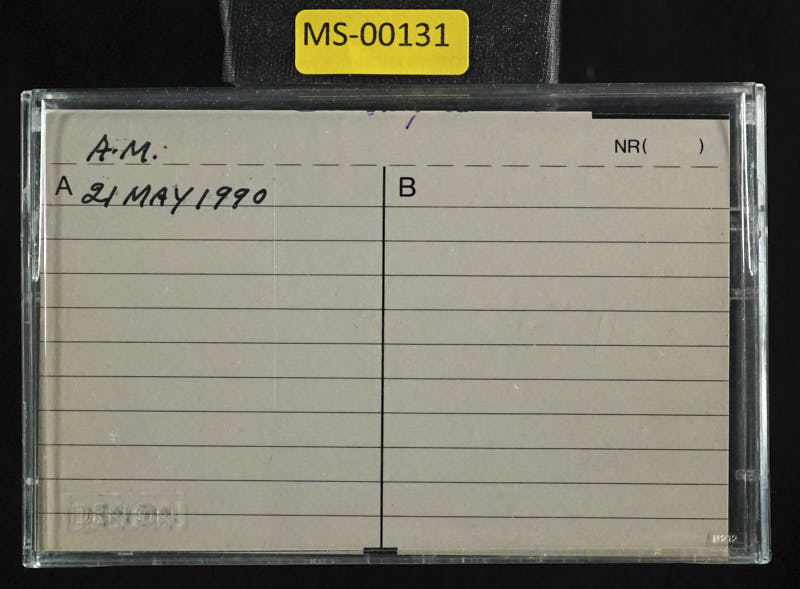 MS-00131
A.M.
NR( )
A 21 MAY 1990
B
DENON